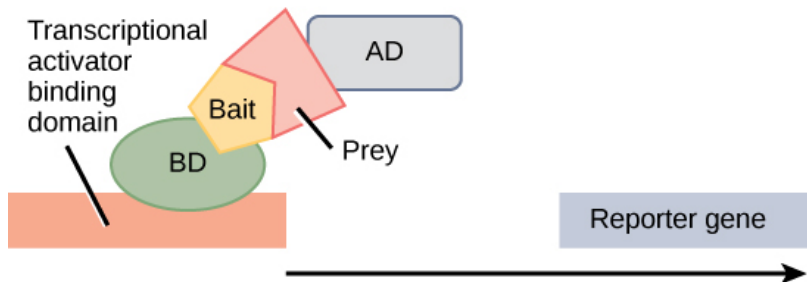 Transcriptional
activator
binding
domain
AD
Bait
BD
Prey
Reporter gene